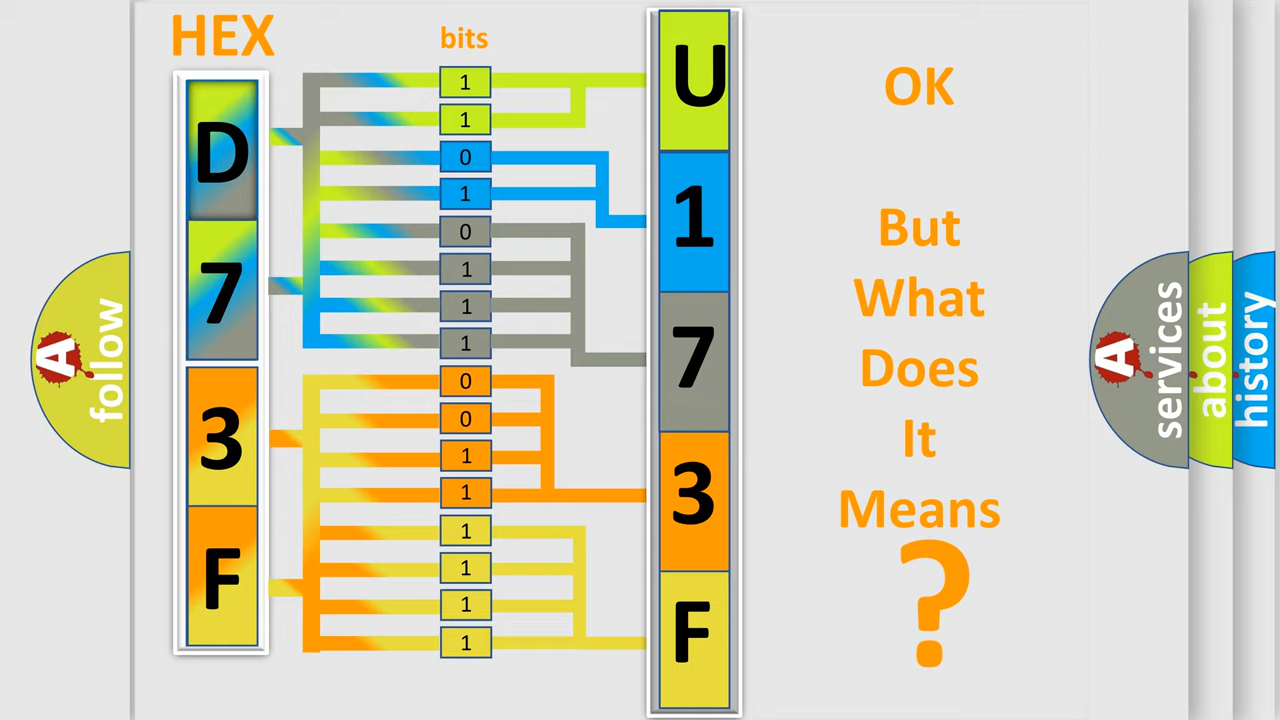 HEX
bits
D
7
3
F
1
1
0
1
0
1
1
1
0
0
1
1
1
1
1
1
U
1
7
3
F
OK
But
What
Does
It
Means
?
A
follow
A
services
about
history